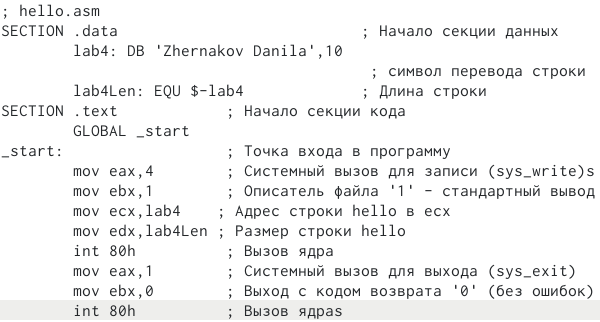 ; hello.asm
SECTION .data ; Начало секции данных
lab4: DB 'Zhernakov Danila',10
; символ перевода строки
lab4Len: EQU $-lab4 ; Длина строки
SECTION .text ; Начало секции кода
GLOBAL _start
_start: ; Точка входа в программу
mov eax,4 ; Системный вызов для записи (sys_write)s
mov ebx,1 ; Описатель файла '1' - стандартный вывод
mov ecx,lab4 ; Адрес строки hello в ecx
mov edx,lab4Len ; Размер строки hello
int 80h ; Вызов ядра
mov eax,1 ; Системный вызов для выхода (sys_exit)
mov ebx,0 ; Выход с кодом возврата '0' (без ошибок)
int 80h ; Вызов ядраs